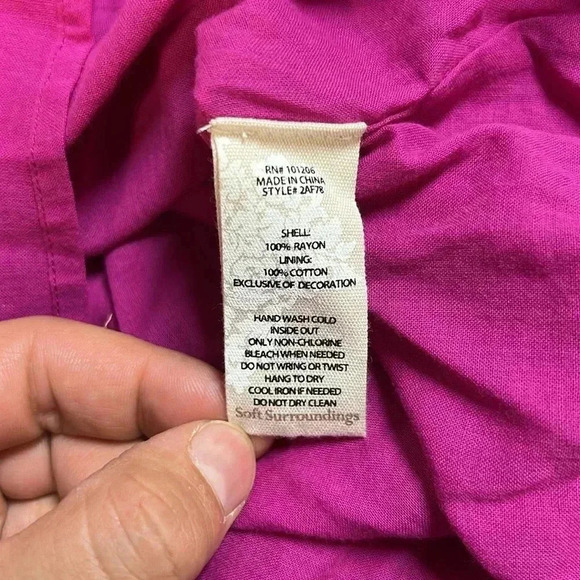 RN# 101206
MADE IN CHINA
STYLE# 2AF78
SHELL:
100% RAYON
LINING:
100% COTTON
EXCLUSIVE OF DECORATION
HAND WASH COLD
INSIDE OUT
ONLY NON-CHLORINE
BLEACH WHEN NEEDED
DO NOT WRING OR TWIST
HANG TO DRY
COOL IRON IF NEEDED
DO NOT DRY CLEAN
Soft Surroundings